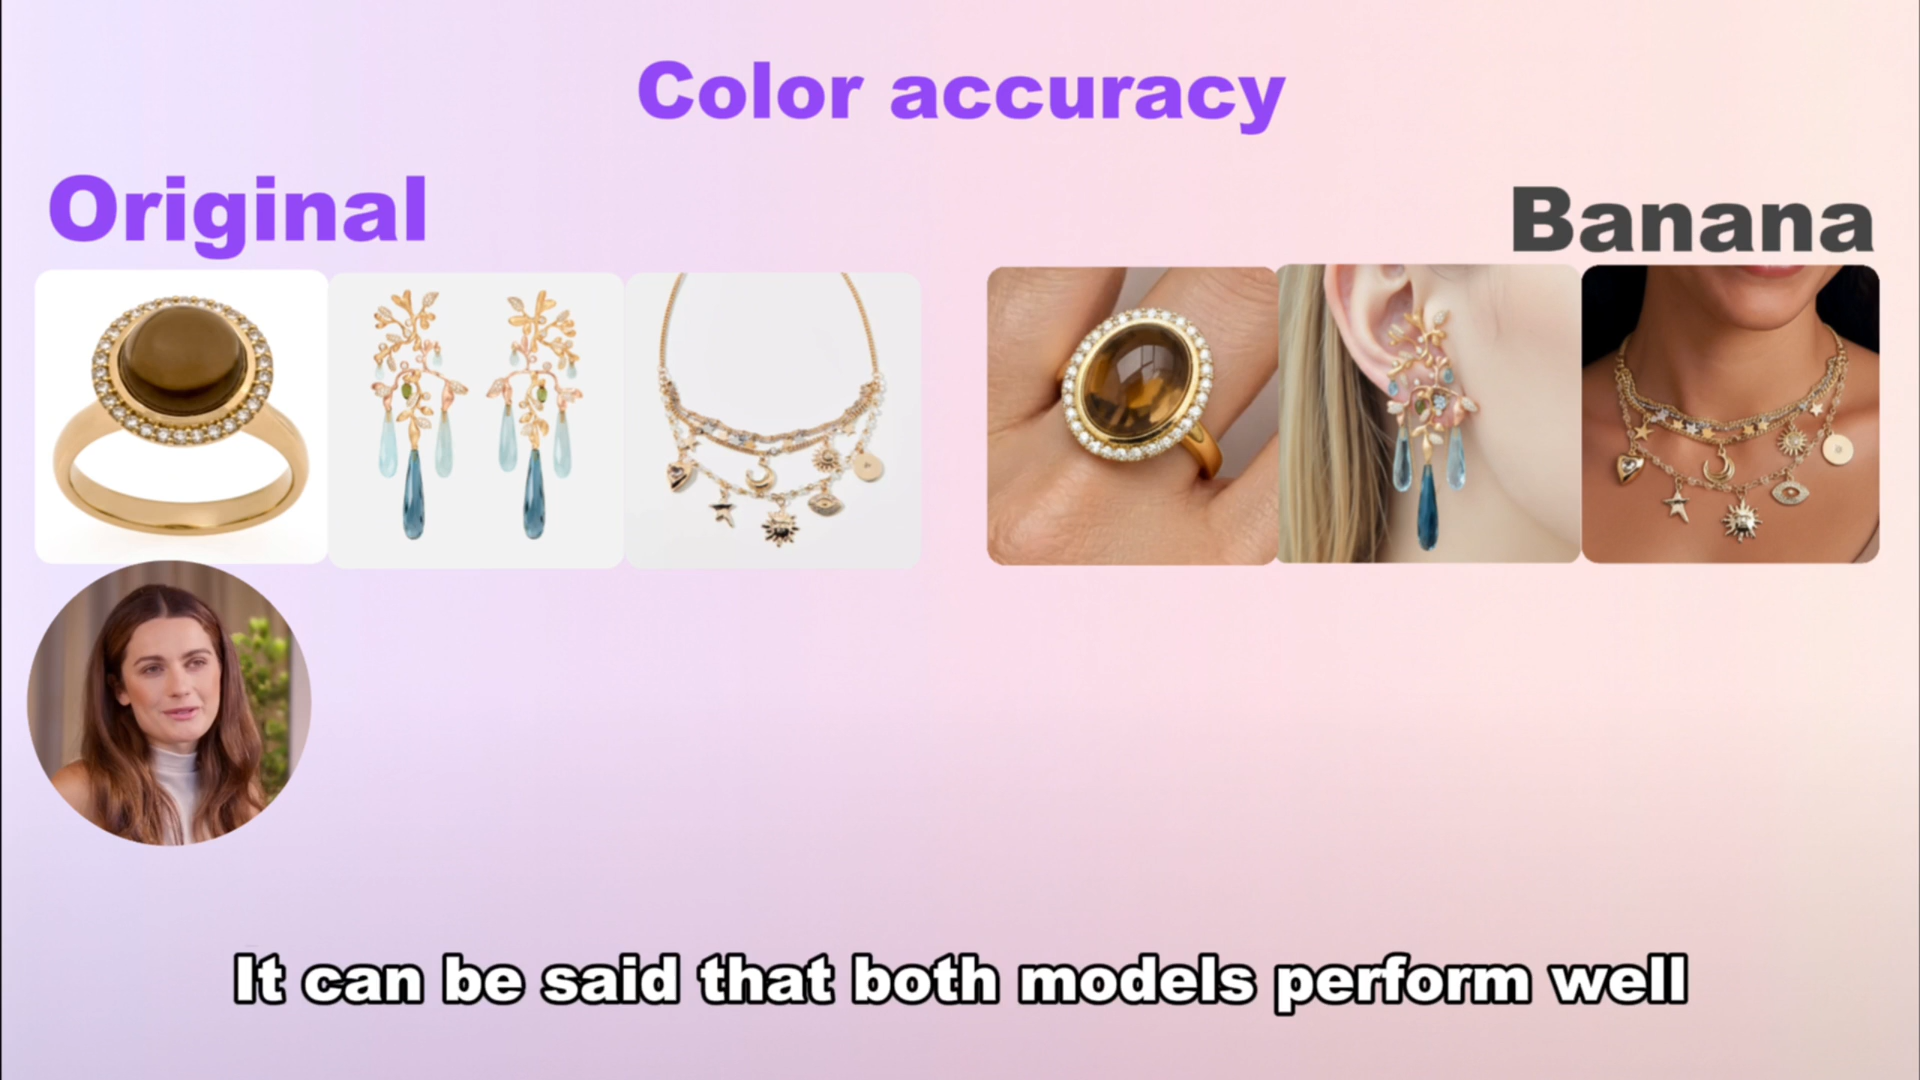 Color accuracy
Original
Banana
It can be said that both models perform well